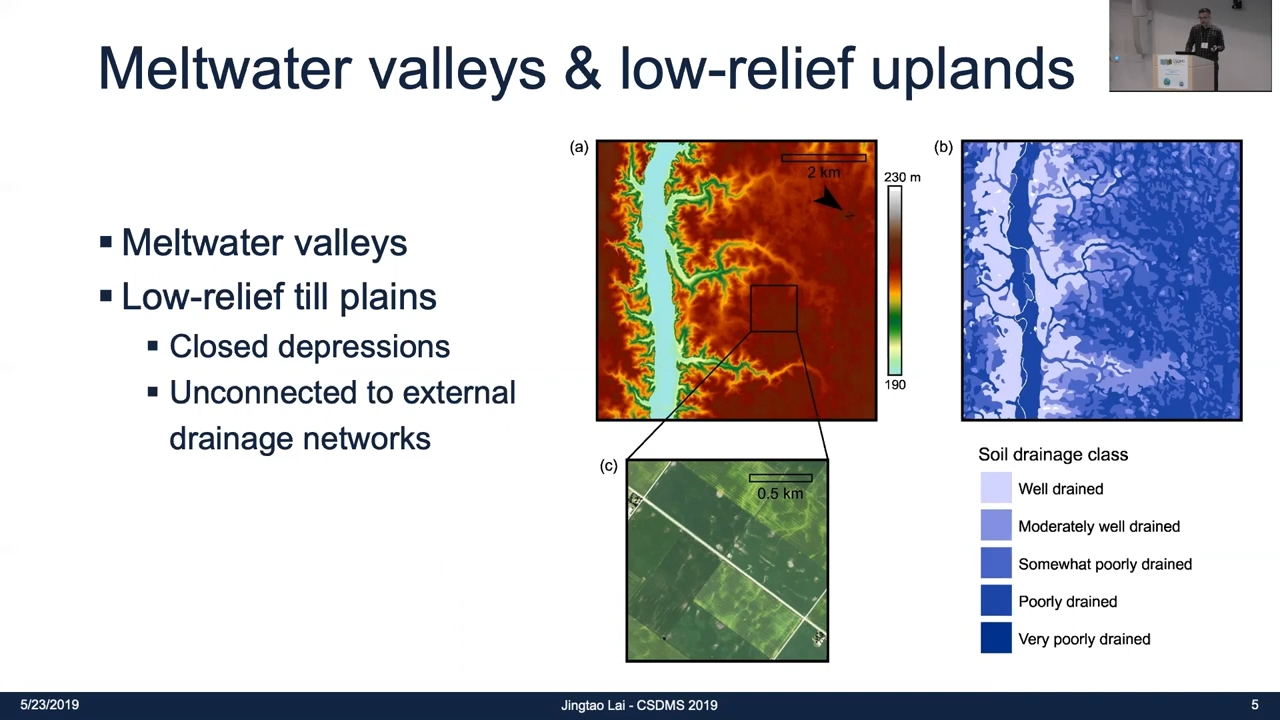 Meltwater valleys & low-relief uplands
▪ Meltwater valleys
▪ Low-relief till plains
▪ Closed depressions
▪ Unconnected to external
drainage networks
(a)
2 km
N
230 m
190
(b)
(c)
0.5 km
Soil drainage class
Well drained
Moderately well drained
Somewhat poorly drained
Poorly drained
Very poorly drained
5/23/2019
Jingtao Lai - CSDMS 2019
5